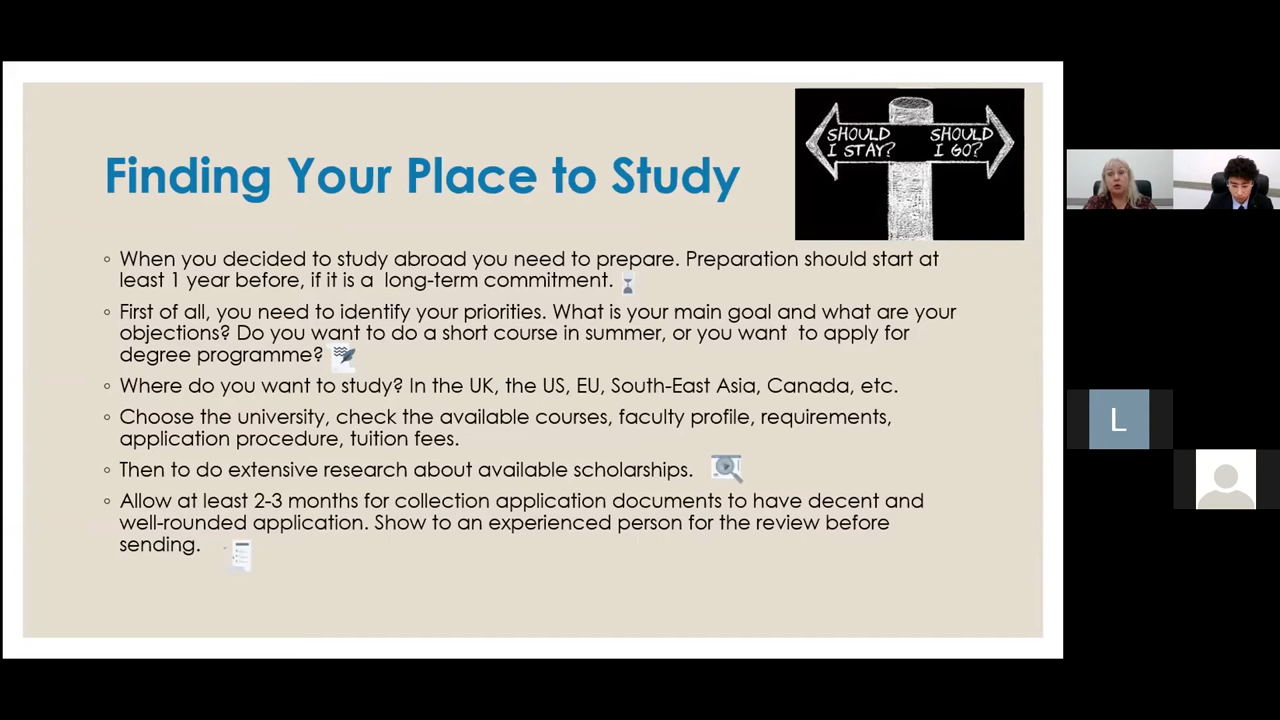 SHOULD I STAY?
SHOULD I GO?
Finding Your Place to Study
◦ When you decided to study abroad you need to prepare. Preparation should start at
least 1 year before, if it is a long-term commitment.
◦ First of all, you need to identify your priorities. What is your main goal and what are your
objections? Do you want to do a short course in summer, or you want to apply for
degree programme?
◦ Where do you want to study? In the UK, the US, EU, South-East Asia, Canada, etc.
◦ Choose the university, check the available courses, faculty profile, requirements,
application procedure, tuition fees.
◦ Then to do extensive research about available scholarships.
◦ Allow at least 2-3 months for collection application documents to have decent and
well-rounded application. Show to an experienced person for the review before
sending.
L